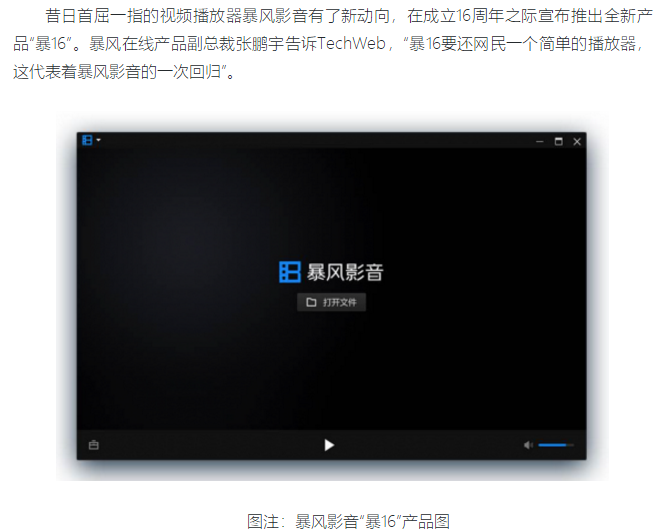 昔日首屈一指的视频播放器暴风影音有了新动向，在成立16周年之际宣布推出全新产
品“暴16”。暴风在线产品副总裁张鹏宇告诉TechWeb，“暴16要还网民一个简单的播放器，
这代表着暴风影音的一次回归”。
暴风影音
打开文件
图注：暴风影音“暴16”产品图